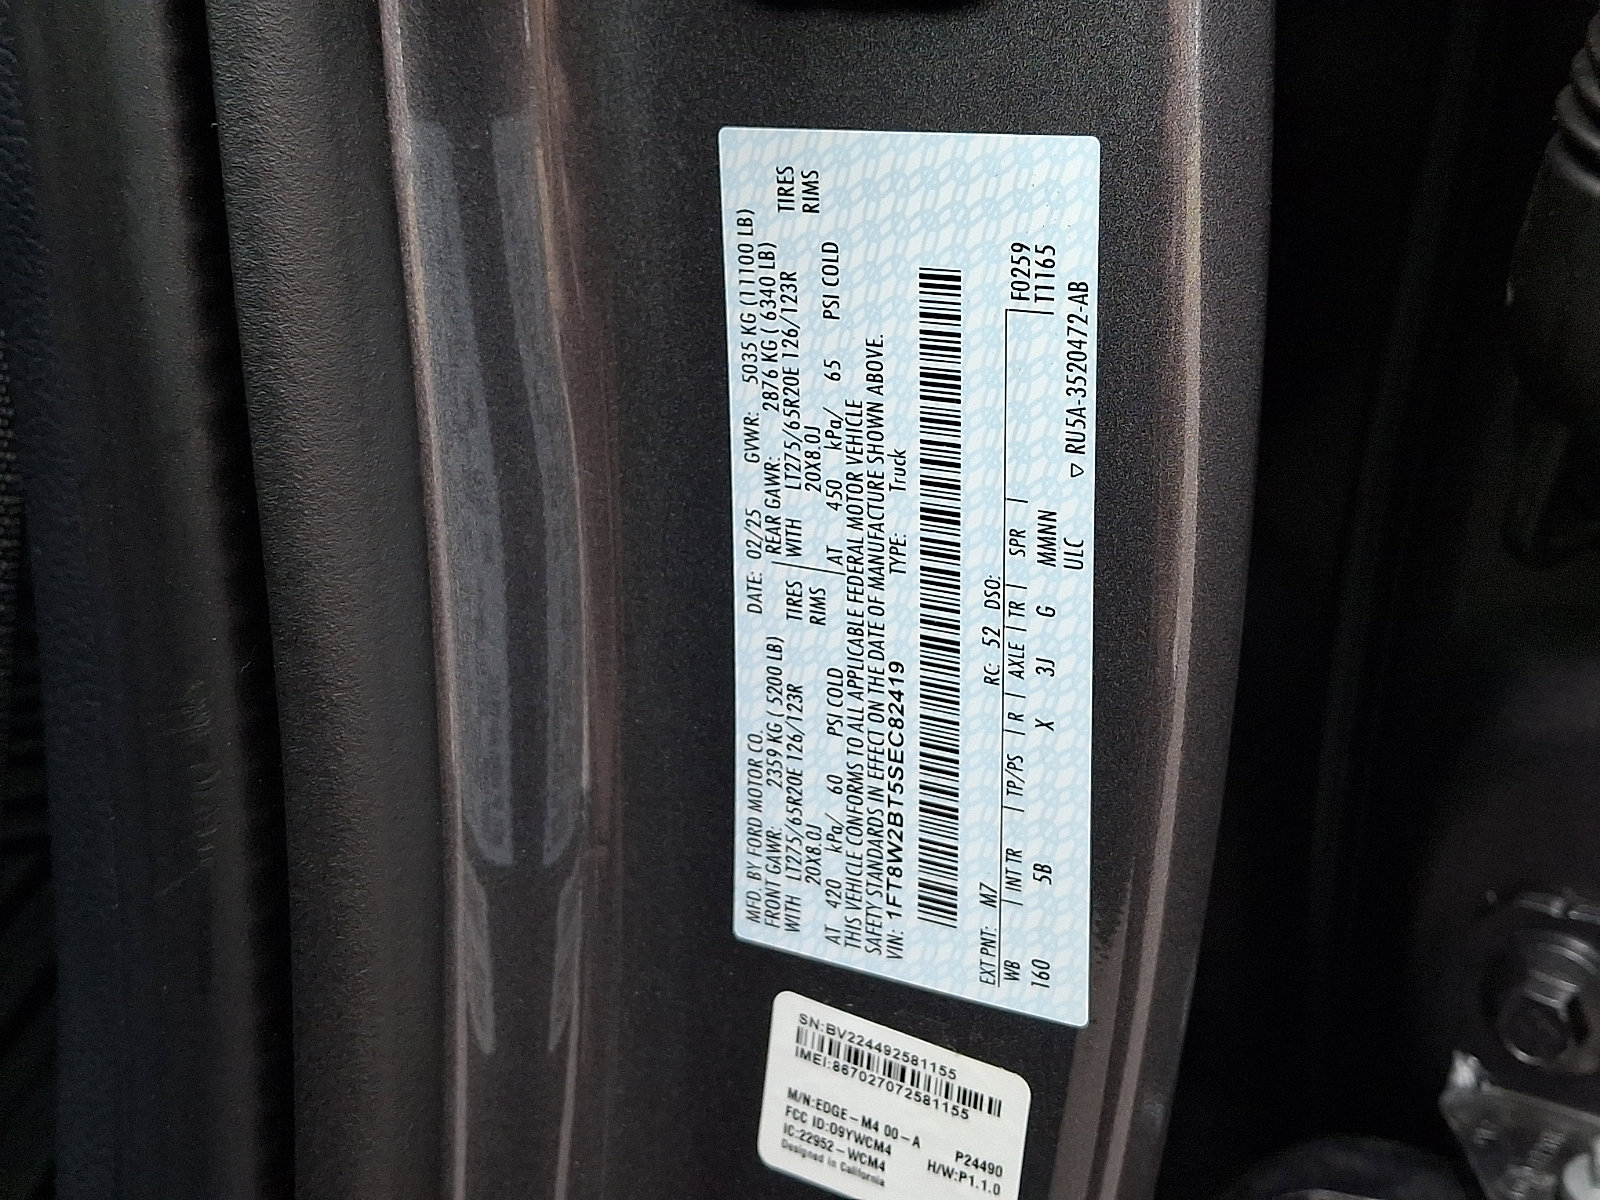 MFD. BY FORD MOTOR CO. DATE: 02/25 GVWR: 5035 KG (11100 LB)
FRONT GAWR: 2359 KG ( 5200 LB) REAR GAWR: 2876 KG ( 6340 LB)
WITH LT275/65R20E 126/123R TIRES WITH LT275/65R20E 126/123R TIRES
20X8.0J RIMS 20X8.0J RIMS
AT 420 kPa/ 60 PSI COLD AT 450 kPa/ 65 PSI COLD
THIS VEHICLE CONFORMS TO ALL APPLICABLE FEDERAL MOTOR VEHICLE
SAFETY STANDARDS IN EFFECT ON THE DATE OF MANUFACTURE SHOWN ABOVE.
VIN: 1FT8W2BT5SEC82419 TYPE: Truck
EXT PNT: M7 RC: 52 DSO:
WB | INT TR | TP/PS | R | AXLE | TR | SPR | F0259
160 5B X 3J G MMNN T1165
ULC
▽ RU5A-3520472-AB
SN:BV224492581155
IMEI:867027072581155
M/N:EDGE-M4 00-A
FCC ID:09YWCM4 P24490
IC:22952-WCM4 H/W:P1.1.0
Designed in California